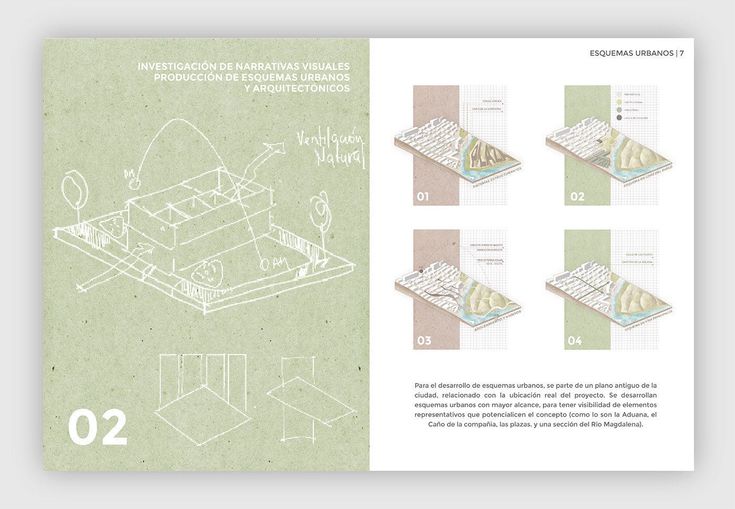 INVESTIGACIÓN DE NARRATIVAS VISUALES
PRODUCCIÓN DE ESQUEMAS URBANOS
Y ARQUITECTÓNICOS
Ventilación
Natural
PM
AM
02
ESQUEMAS URBANOS | 7
01
02
03
04
Para el desarrollo de esquemas urbanos, se parte de un plano antiguo de la
ciudad, relacionado con la ubicación real del proyecto. Se desarrollan
esquemas urbanos con mayor alcance, para tener visibilidad de elementos
representativos que potencialicen el concepto (como lo son la Aduana, el
Caño de la compañia, las plazas, y una sección del Río Magdalena).